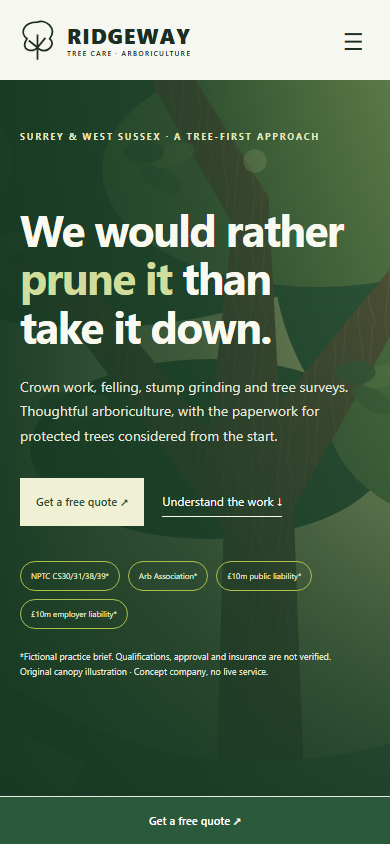 RIDGEWAY
TREE CARE · ARBORICULTURE
SURREY & WEST SUSSEX · A TREE-FIRST APPROACH
We would rather
prune it than
take it down.
Crown work, felling, stump grinding and tree surveys.
Thoughtful arboriculture, with the paperwork for
protected trees considered from the start.
Get a free quote ↗
Understand the work ↓
NPTC CS30/31/38/39*
Arb Association*
£10m public liability*
£10m employer liability*
*Fictional practice brief. Qualifications, approval and insurance are not verified.
Original canopy illustration · Concept company, no live service.
Get a free quote ↗